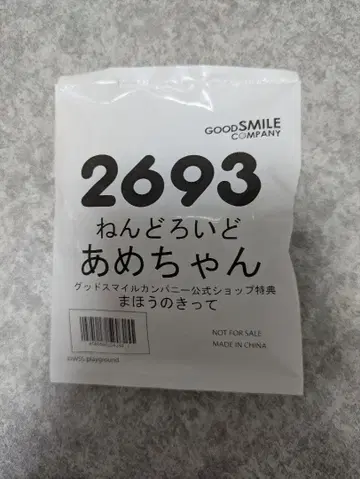 GOODSMILE
COMPANY
2693
ねんどろいど
あめちゃん
グッドスマイルカンパニー公式ショップ特典
まほうのきって
NOT FOR SALE
MADE IN CHINA